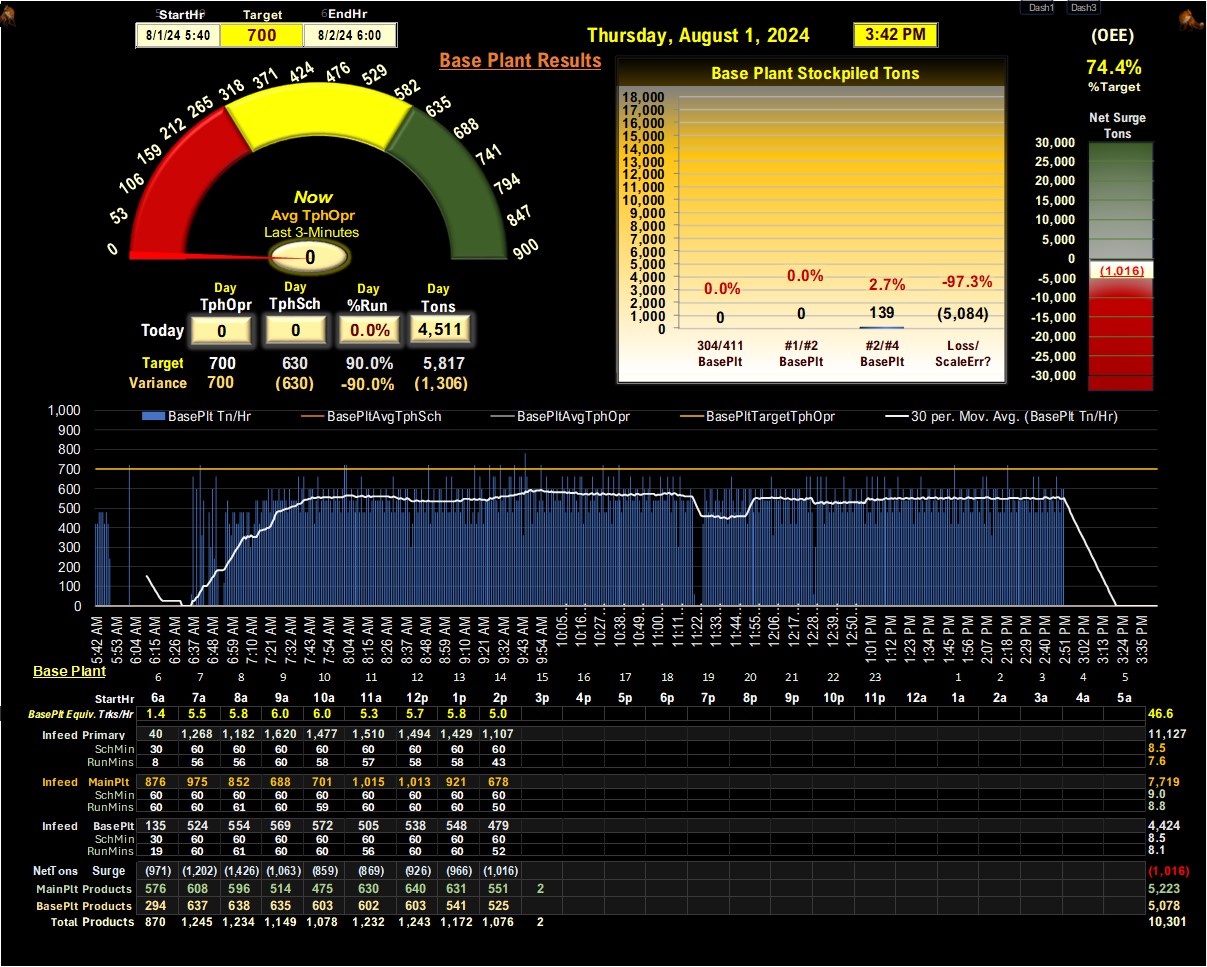 StartHr Target EndHr
8/1/24 5:40 700 8/2/24 6:00
Thursday, August 1, 2024 3:42 PM
Dash1 Dash3
(OEE)
74.4%
%Target
Base Plant Results
0 53 106 159 212 265 318 371 424 476 529 582 635 688 741 794 847 900
Now
Avg TphOpr
Last 3-Minutes
0
Day Day Day Day
TphOpr TphSch %Run Tons
Today 0 0 0.0% 4,511
Target 700 630 90.0% 5,817
Variance 700 (630) -90.0% (1,306)
Base Plant Stockpiled Tons
18,000
17,000
16,000
15,000
14,000
13,000
12,000
11,000
10,000
9,000
8,000
7,000
6,000
5,000
4,000
3,000
2,000
1,000
0
0.0% 0.0% 2.7% -97.3%
0 0 139 (5,084)
304/411 #1/#2 #2/#4 Loss/
BasePlt BasePlt BasePlt ScaleErr?
Net Surge
Tons
30,000
25,000
20,000
15,000
10,000
5,000
0
(1,016)
-5,000
-10,000
-15,000
-20,000
-25,000
-30,000
BasePlt Tn/Hr BasePltAvgTphSch BasePltAvgTphOpr BasePltTargetTphOpr 30 per. Mov. Avg. (BasePlt Tn/Hr)
1,000
900
800
700
600
500
400
300
200
100
0
5:42 AM 5:53 AM 6:04 AM 6:15 AM 6:26 AM 6:37 AM 6:48 AM 6:59 AM 7:10 AM 7:21 AM 7:32 AM 7:43 AM 7:54 AM 8:04 AM 8:15 AM 8:26 AM 8:37 AM 8:48 AM 8:59 AM 9:10 AM 9:21 AM 9:32 AM 9:43 AM 9:54 AM 10:05... 10:16... 10:27... 10:38... 10:49... 11:00... 11:11... 11:22... 11:33... 11:44... 11:55... 12:06... 12:17... 12:28... 12:39... 12:50... 1:01 PM 1:12 PM 1:23 PM 1:34 PM 1:45 PM 1:56 PM 2:07 PM 2:18 PM 2:29 PM 2:40 PM 2:51 PM 3:02 PM 3:13 PM 3:24 PM 3:35 PM
Base Plant
6 7 8 9 10 11 12 13 14 15 16 17 18 19 20 21 22 23 1 2 3 4 5
StartHr 6a 7a 8a 9a 10a 11a 12p 1p 2p 3p 4p 5p 6p 7p 8p 9p 10p 11p 12a 1a 2a 3a 4a 5a
BasePlt Equiv. Trks/Hr 1.4 5.5 5.8 6.0 6.0 5.3 5.7 5.8 5.0 46.6
Infeed Primary 40 1,268 1,182 1,620 1,477 1,510 1,494 1,429 1,107 11,127
SchMin 30 60 60 60 60 60 60 60 60 8.5
RunMins 8 56 56 60 58 57 58 58 43 7.6
Infeed MainPlt 876 975 852 688 701 1,015 1,013 921 678 7,719
SchMin 60 60 60 60 60 60 60 60 60 9.0
RunMins 60 60 61 60 59 60 60 60 50 8.8
Infeed BasePlt 135 524 554 569 572 505 538 548 479 4,424
SchMin 30 60 60 60 60 60 60 60 60 8.5
RunMins 19 60 61 60 60 56 60 60 52 8.1
NetTons Surge (971) (1,202) (1,426) (1,063) (859) (869) (926) (966) (1,016) (1,016)
MainPlt Products 576 608 596 514 475 630 640 631 551 2 5,223
BasePlt Products 294 637 638 635 603 602 603 541 525 5,078
Total Products 870 1,245 1,234 1,149 1,078 1,232 1,243 1,172 1,076 2 10,301